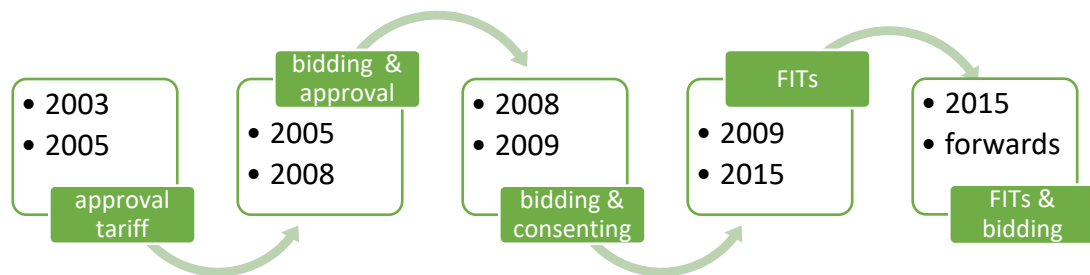 • 2003
• 2005
approval
tariff
bidding &
approval
• 2005
• 2008
• 2008
• 2009
bidding &
consenting
FITs
• 2009
• 2015
• 2015
• forwards
FITs &
bidding